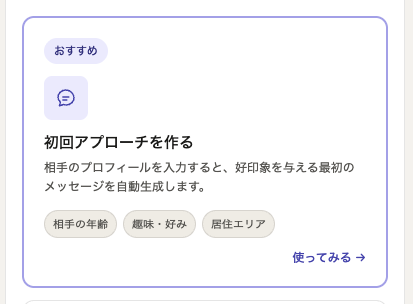 おすすめ
初回アプローチを作る
相手のプロフィールを入力すると、好印象を与える最初の
メッセージを自動生成します。
相手の年齢 趣味・好み 居住エリア
使ってみる →